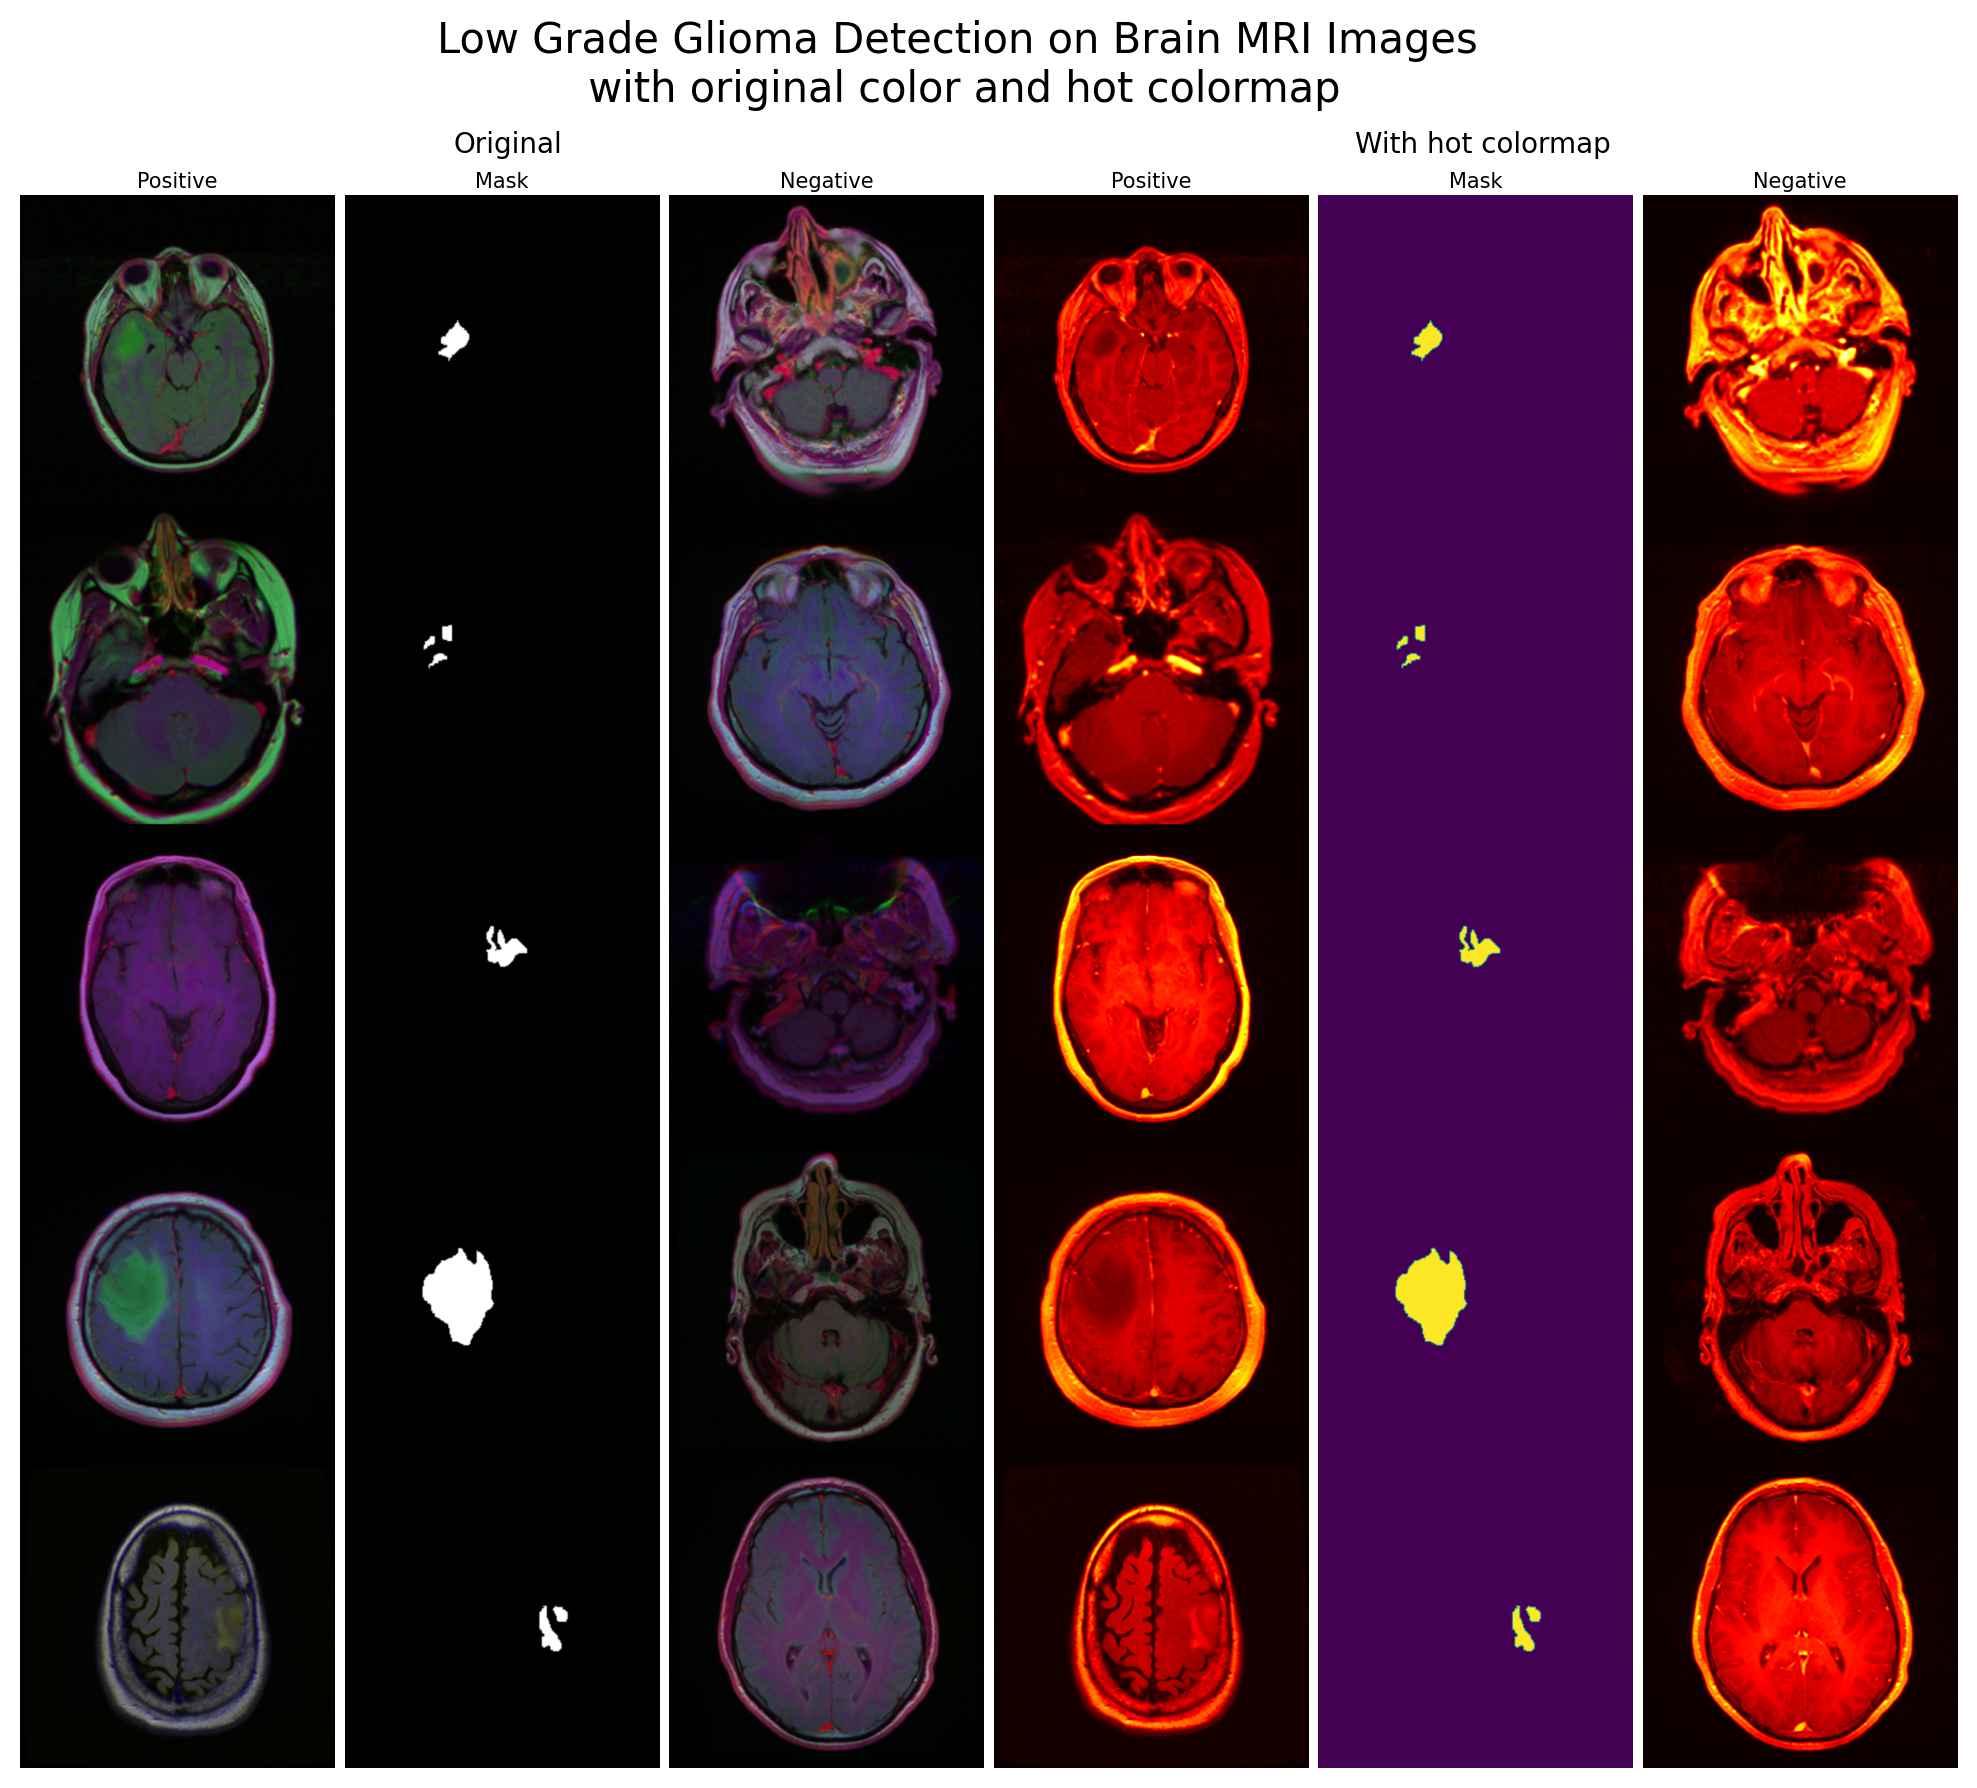 Low Grade Glioma Detection on Brain MRI Images
with original color and hot colormap
Original
With hot colormap
Positive
Mask
Negative
Positive
Mask
Negative